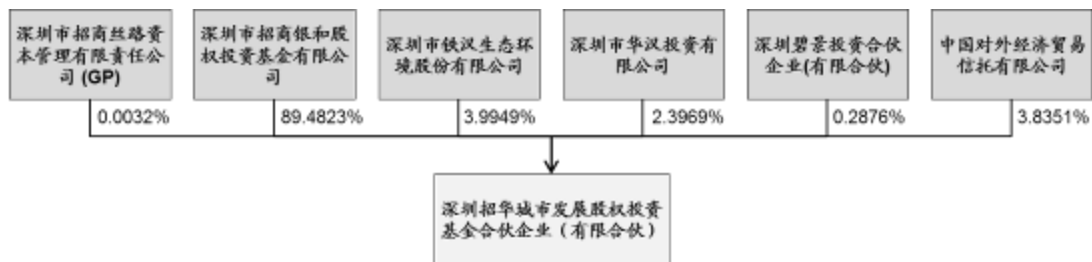 深圳市招商丝路资
本管理有限责任公
司 (GP)
深圳市招商银和股
权投资基金有限公
司
深圳市铁汉生态环
境股份有限公司
深圳市华汉投资有
限公司
深圳碧景投资合伙
企业(有限合伙)
中国对外经济贸易
信托有限公司
0.0032%
89.4823%
3.9949%
2.3969%
0.2876%
3.8351%
深圳招华城市发展股权投资
基金合伙企业（有限合伙）